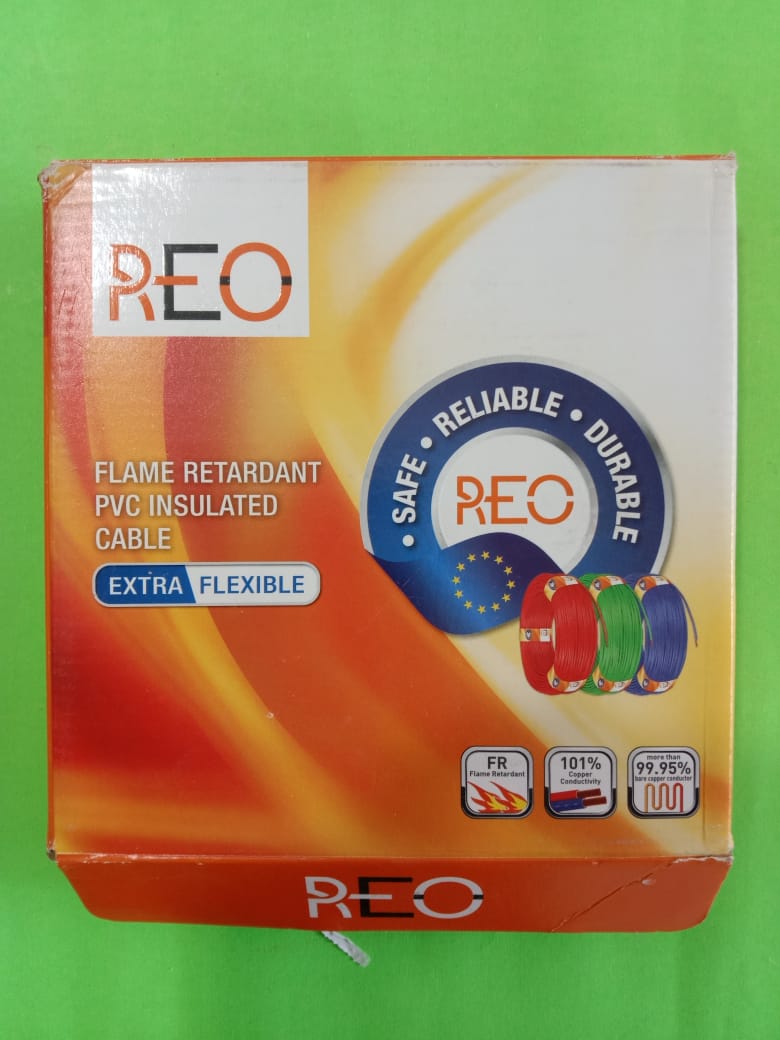 REO
FLAME RETARDANT
PVC INSULATED
CABLE
EXTRA FLEXIBLE
• SAFE • RELIABLE • DURABLE
REO
FR
Flame Retardant
101%
Copper
Conductivity
more than
99.95%
bare capper conductor
REO